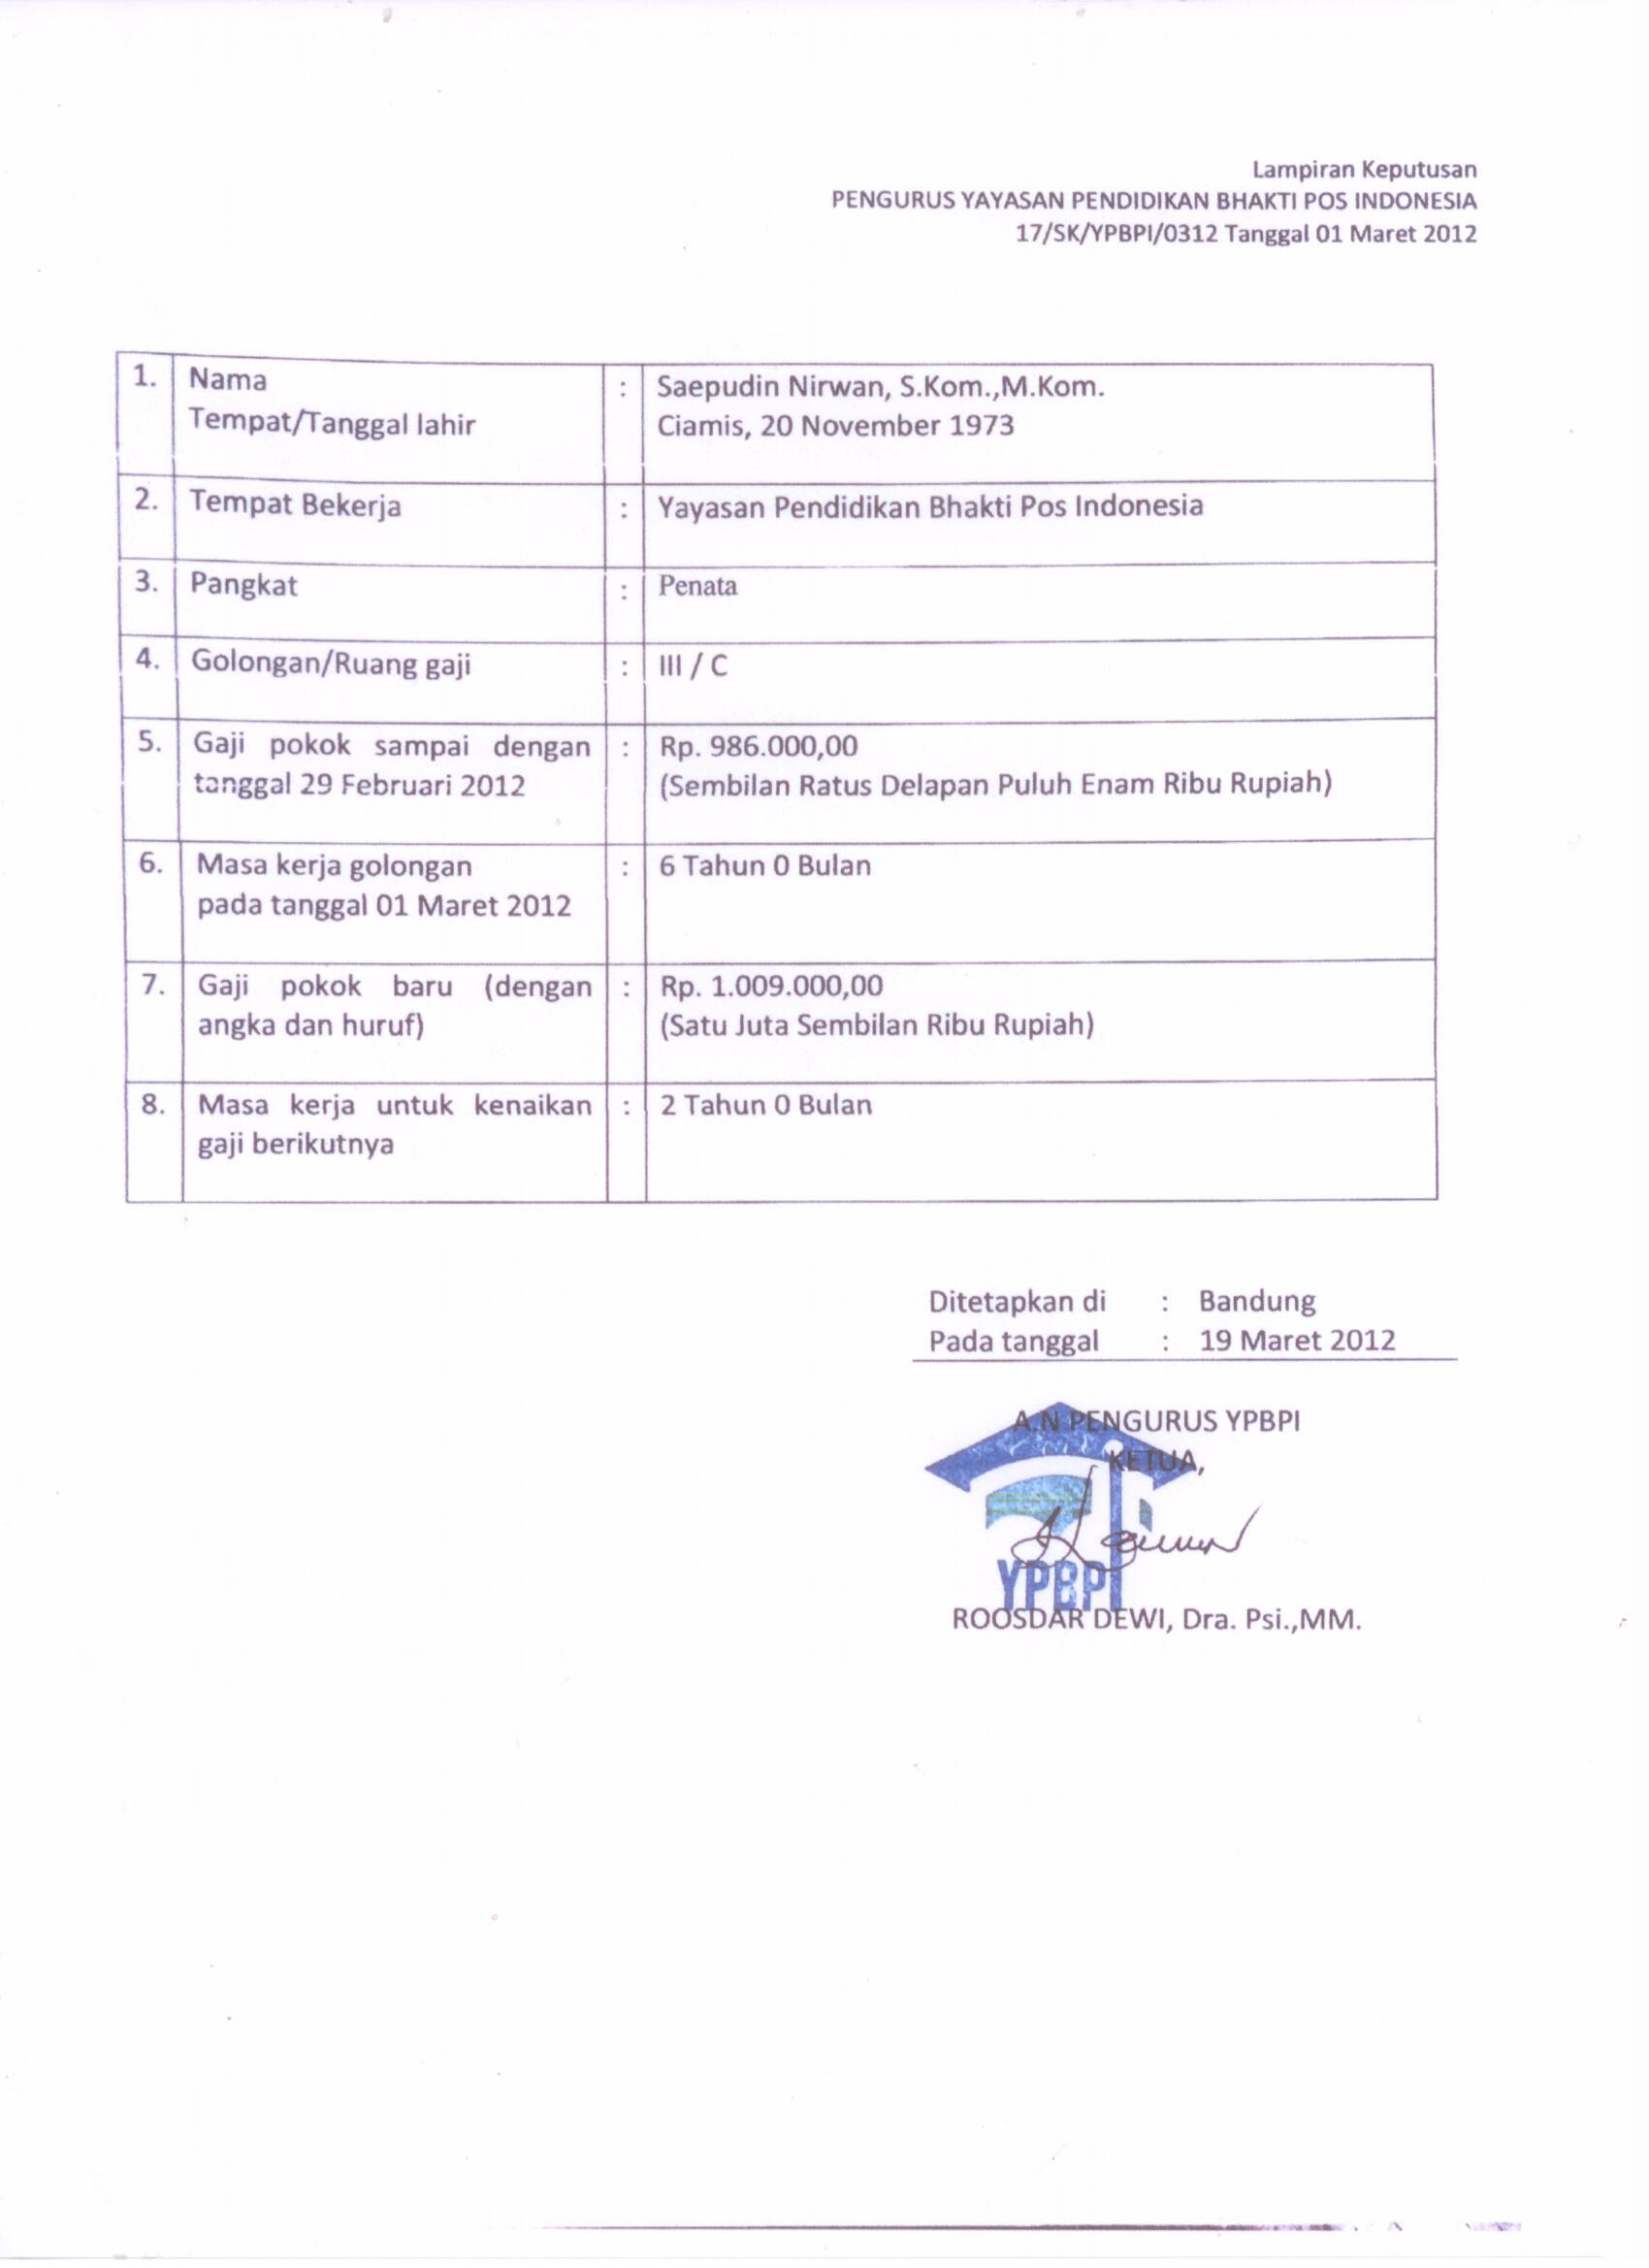 Lampiran Keputusan
PENGURUS YAYASAN PENDIDIKAN BHAKTI POS INDONESIA
17/SK/YPBPI/0312 Tanggal 01 Maret 2012
1. Nama : Saepudin Nirwan, S.Kom.,M.Kom.
Tempat/Tanggal lahir Ciamis, 20 November 1973
2. Tempat Bekerja : Yayasan Pendidikan Bhakti Pos Indonesia
3. Pangkat : Penata
4. Golongan/Ruang gaji : III / C
5. Gaji pokok sampai dengan : Rp. 986.000,00
tanggal 29 Februari 2012 (Sembilan Ratus Delapan Puluh Enam Ribu Rupiah)
6. Masa kerja golongan : 6 Tahun 0 Bulan
pada tanggal 01 Maret 2012
7. Gaji pokok baru (dengan : Rp. 1.009.000,00
angka dan huruf) (Satu Juta Sembilan Ribu Rupiah)
8. Masa kerja untuk kenaikan : 2 Tahun 0 Bulan
gaji berikutnya
Ditetapkan di : Bandung
Pada tanggal : 19 Maret 2012
A.N PENGURUS YPBPI
KETUA,
YPBPI
ROOSDAR DEWI, Dra. Psi.,MM.